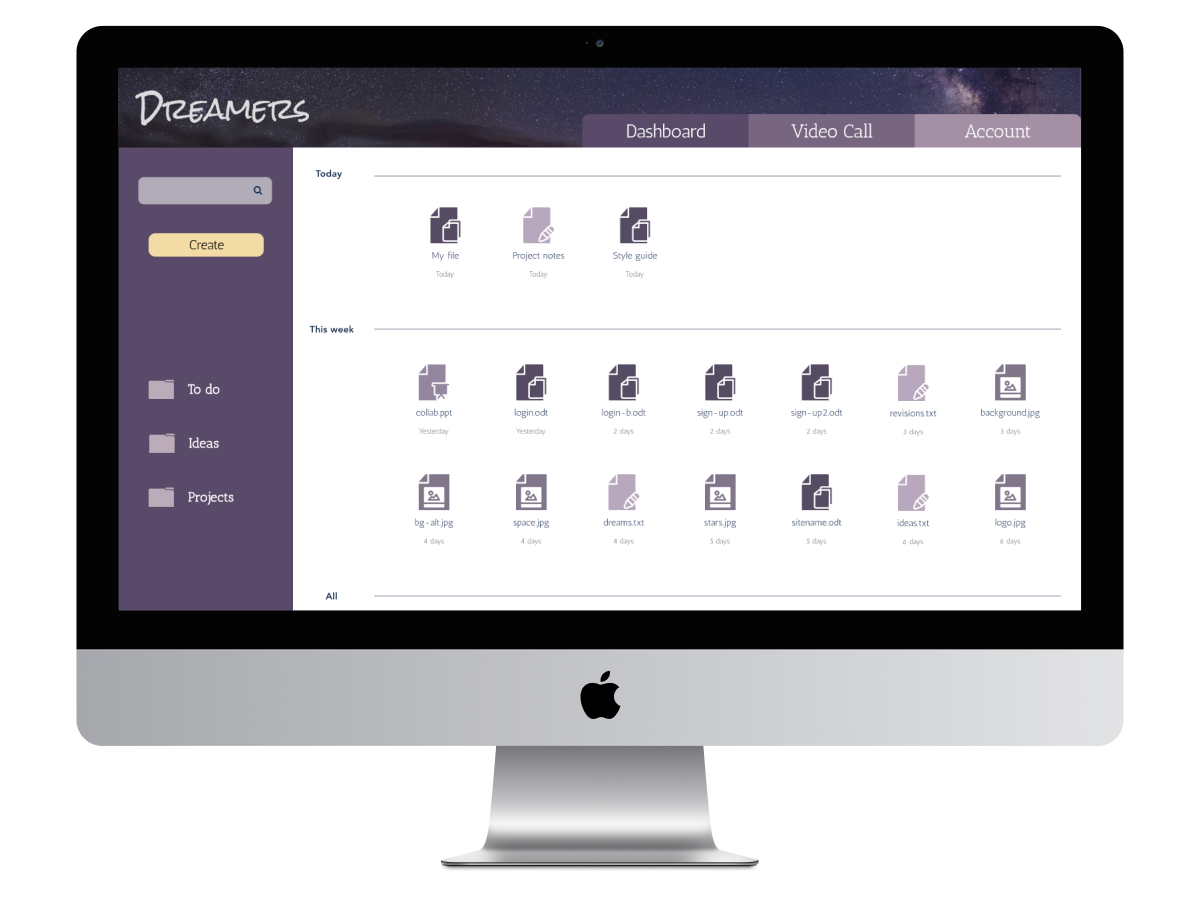 DREAMERS
Dashboard Video Call Account
Create
To do
Ideas
Projects
Today
My file Project notes Style guide
Today Today Today
This week
collab.ppt login.odt login-b.odt sign-up.odt sign-up2.odt revisions.txt background.jpg
Yesterday Yesterday 2 days 2 days 2 days 3 days 3 days
bg-alt.jpg space.jpg dreams.txt stars.jpg sitename.odt ideas.txt logo.jpg
4 days 4 days 4 days 5 days 5 days 6 days 6 days
All